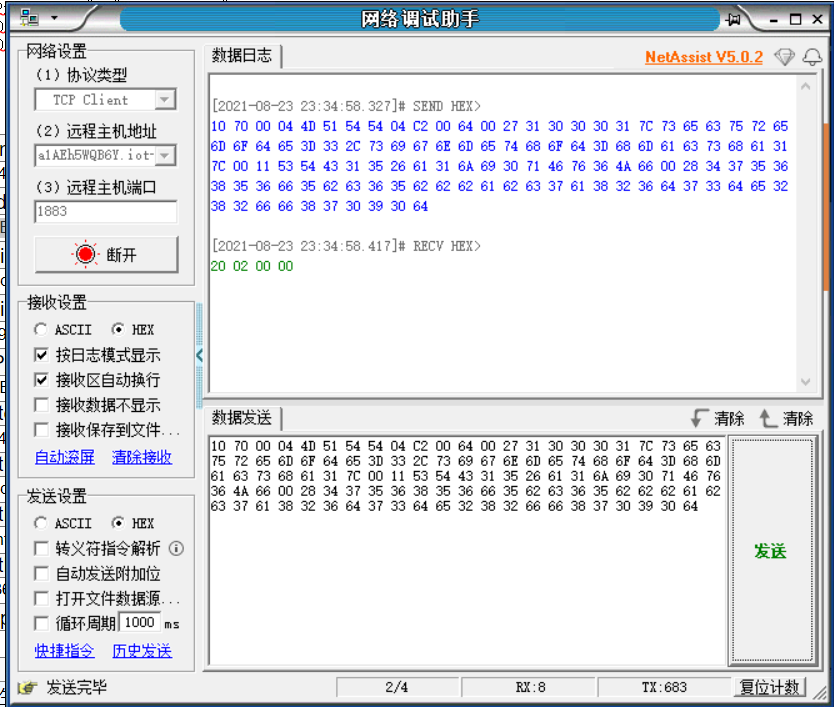 网络调试助手
网络设置
(1) 协议类型
TCP Client
(2) 远程主机地址
a1AEh5WQB6Y.iot-
(3) 远程主机端口
1883
断开
接收设置
ASCII HEX
按日志模式显示
接收区自动换行
接收数据不显示
接收保存到文件...
自动滚屏 清除接收
发送设置
ASCII HEX
转义符指令解析
自动发送附加位
打开文件数据源...
循环周期 1000 ms
快捷指令 历史发送
数据日志
NetAssist V5.0.2
[2021-08-23 23:34:58.327]# SEND HEX>
10 70 00 04 4D 51 54 54 04 C2 00 64 00 27 31 30 30 30 31 7C 73 65 63 75 72 65
6D 6F 64 65 3D 33 2C 73 69 67 6E 6D 65 74 68 6F 64 3D 68 6D 61 63 73 68 61 31
7C 00 11 53 54 43 31 35 26 61 31 6A 69 30 71 46 76 36 4A 66 00 28 34 37 35 36
38 35 36 66 35 62 63 36 35 62 62 62 61 62 63 37 61 38 32 36 64 37 33 64 65 32
38 32 66 66 38 37 30 39 30 64
[2021-08-23 23:34:58.417]# RECV HEX>
20 02 00 00
数据发送
清除 清除
10 70 00 04 4D 51 54 54 04 C2 00 64 00 27 31 30 30 30 31 7C 73 65 63
75 72 65 6D 6F 64 65 3D 33 2C 73 69 67 6E 6D 65 74 68 6F 64 3D 68 6D
61 63 73 68 61 31 7C 00 11 53 54 43 31 35 26 61 31 6A 69 30 71 46 76
36 4A 66 00 28 34 37 35 36 38 35 36 66 35 62 63 36 35 62 62 62 61 62
63 37 61 38 32 36 64 37 33 64 65 32 38 32 66 66 38 37 30 39 30 64
发送
发送完毕
2/4
RX:8
TX:683
复位计数